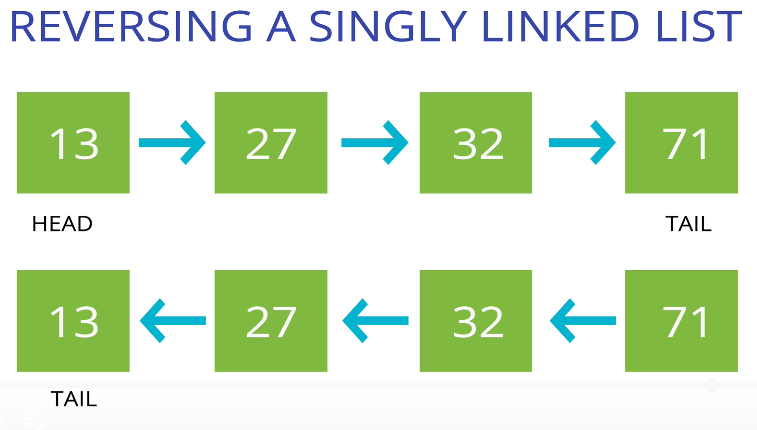 REVERSING A SINGLY LINKED LIST
13 27 32 71
HEAD TAIL
13 27 32 71
TAIL